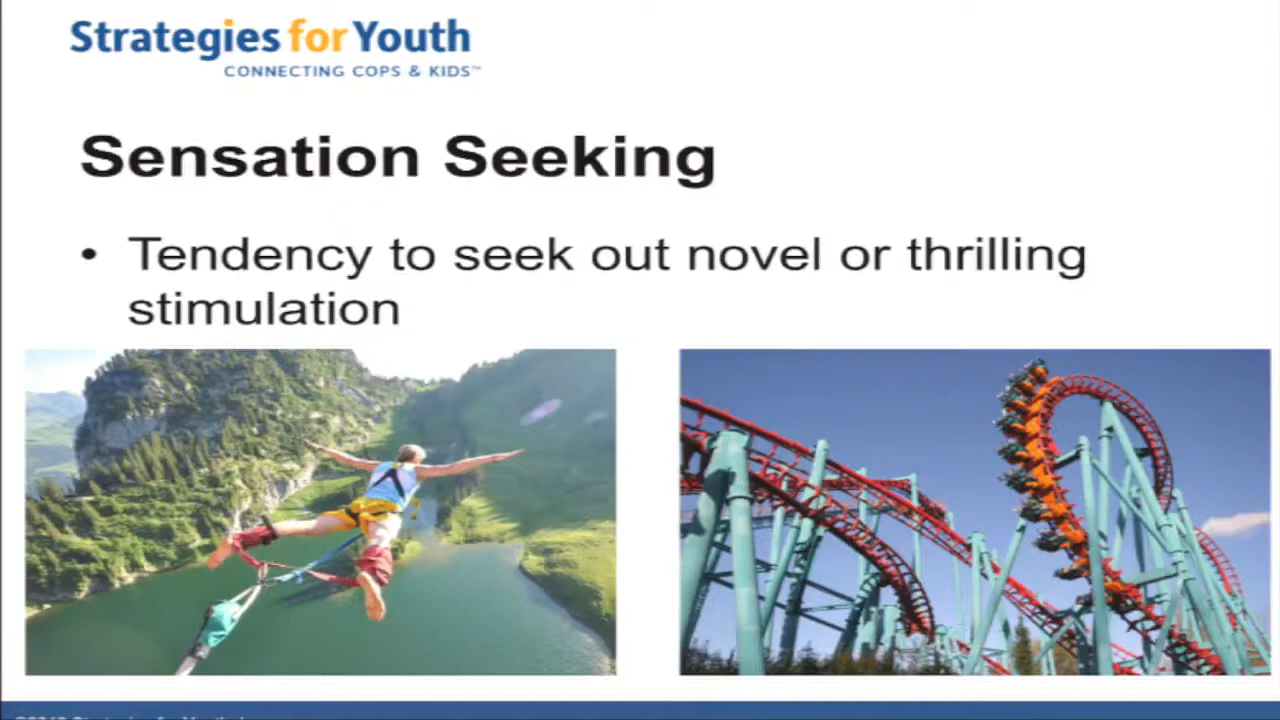 Strategies for Youth
CONNECTING COPS & KIDS™
Sensation Seeking
• Tendency to seek out novel or thrilling
stimulation